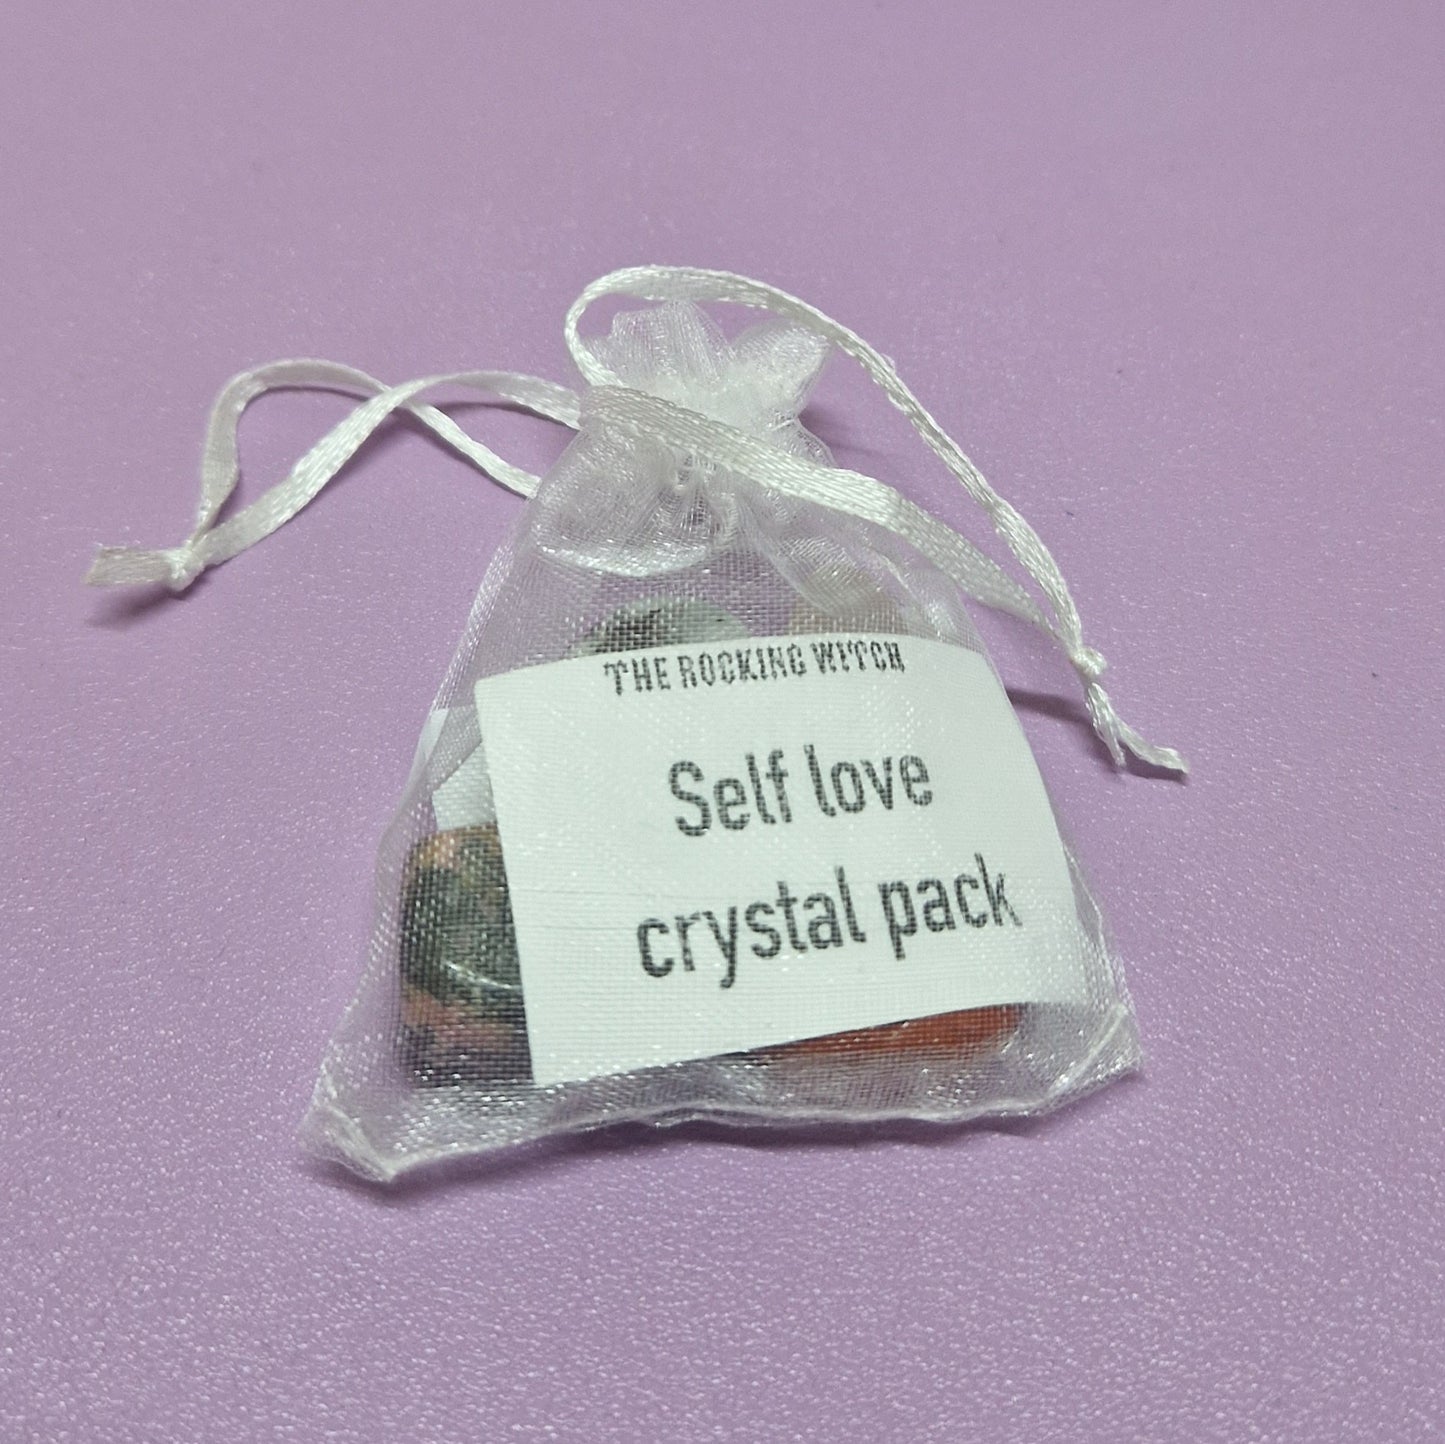 THE ROCKING WITCH
Self love
crystal pack